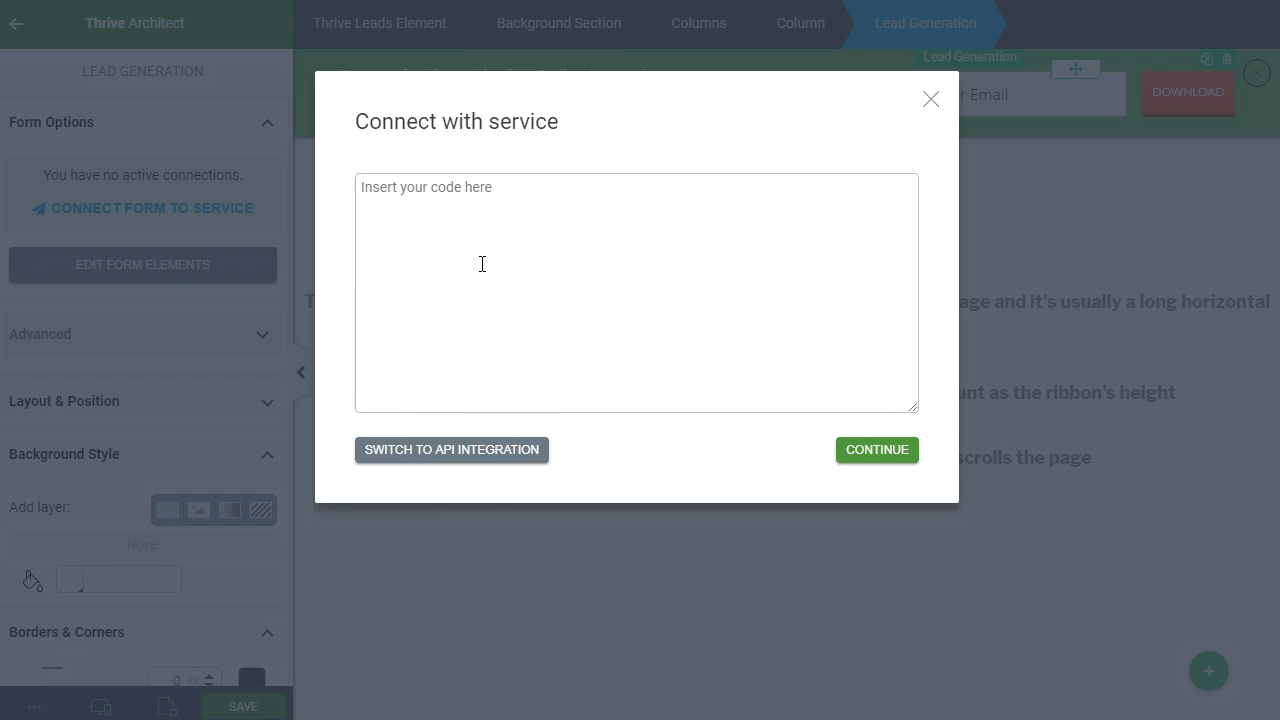 Thrive Architect
Thrive Leads Element
Background Section
Columns
Column
Lead Generation
LEAD GENERATION
Lead Generation
Form Options
r Email
DOWNLOAD
Connect with service
You have no active connections.
CONNECT FORM TO SERVICE
Insert your code here
EDIT FORM ELEMENTS
age and it's usually a long horizontal
Advanced
unt as the ribbon's height
Layout & Position
Background Style
SWITCH TO API INTEGRATION
CONTINUE
scrolls the page
Add layer:
None
Borders & Corners
0 PX
SAVE